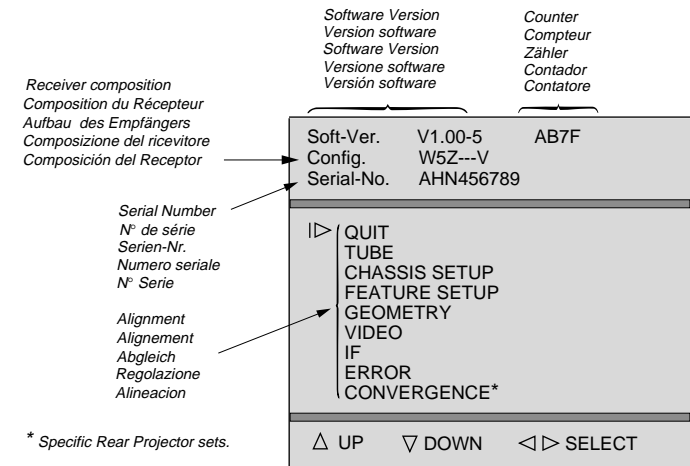 Software Version
Version software
Software Version
Versione software
Versión software
Counter
Compteur
Zähler
Contador
Contatore
Receiver composition
Composition du Récepteur
Aufbau des Empfängers
Composizione del ricevitore
Composición del Receptor
Soft-Ver. V1.00-5 AB7F
Config. W5Z---V
Serial-No. AHN456789
Serial Number
N° de série
Serien-Nr.
Numero seriale
N° Serie
QUIT
TUBE
CHASSIS SETUP
FEATURE SETUP
GEOMETRY
VIDEO
IF
ERROR
CONVERGENCE*
Alignment
Alignement
Abgleich
Regolazione
Alineacion
* Specific Rear Projector sets.
△ UP ▽ DOWN ◁ ▷ SELECT